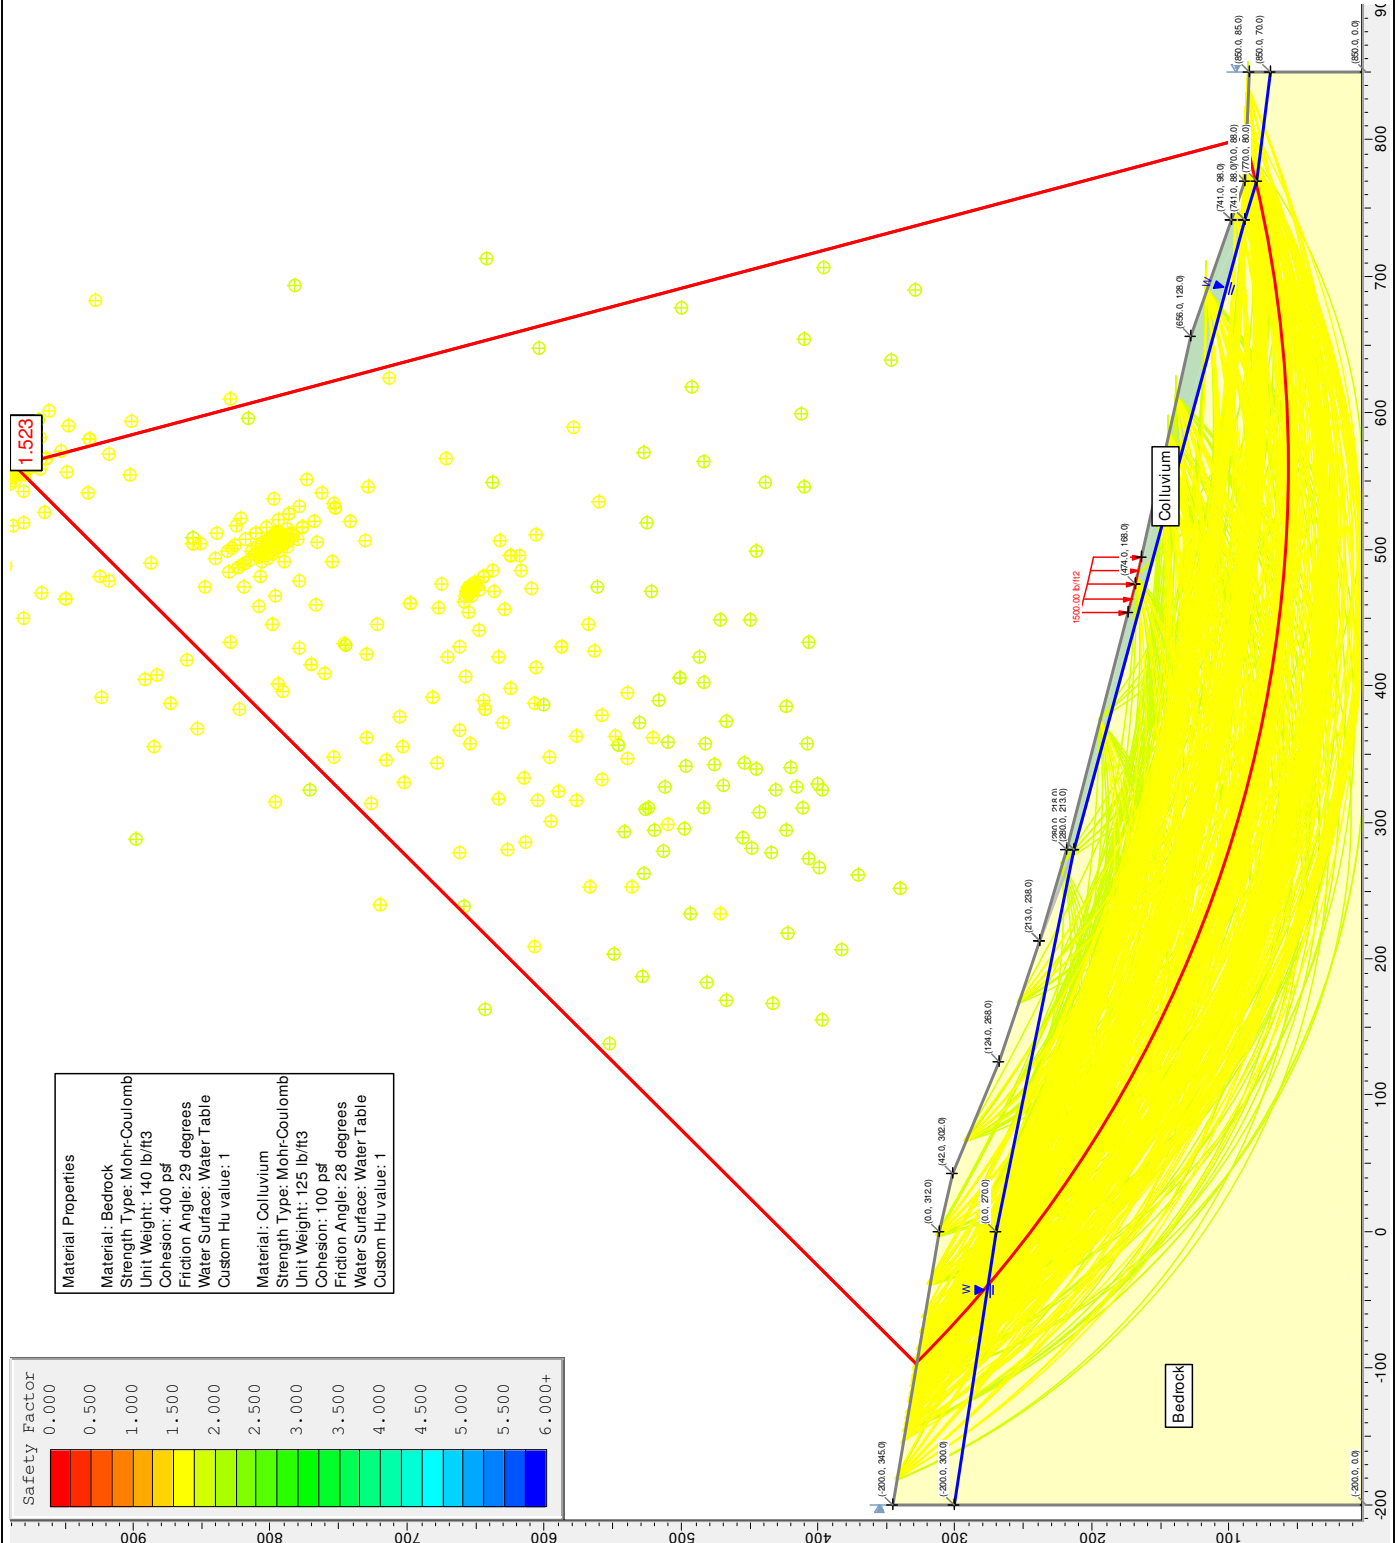 Safety Factor
0.000
0.500
1.000
1.500
2.000
2.500
3.000
3.500
4.000
4.500
5.000
5.500
6.000+
Material Properties
Material: Bedrock
Strength Type: Mohr-Coulomb
Unit Weight: 140 lb/ft3
Cohesion: 400 psf
Friction Angle: 29 degrees
Water Surface: Water Table
Custom Hu value: 1
Material: Colluvium
Strength Type: Mohr-Coulomb
Unit Weight: 125 lb/ft3
Cohesion: 100 psf
Friction Angle: 28 degrees
Water Surface: Water Table
Custom Hu value: 1
1.523
(-200.0, 345.0)
(-200.0, 300.0)
(-200.0, 0.0)
W
(0.0, 312.0)
(0.0, 270.0)
(42.0, 302.0)
(124.0, 268.0)
(213.0, 238.0)
(280.0, 218.0)
(280.0, 213.0)
1500.00 lb/ft2
(474.0, 168.0)
Colluvium
(656.0, 128.0)
W
(741.0, 98.0)
(741.0, 88.0)
(770.0, 80.0)
(850.0, 85.0)
(850.0, 70.0)
(850.0, 0.0)
Bedrock
900
800
700
600
500
400
300
200
100
-200
-100
0
100
200
300
400
500
600
700
800